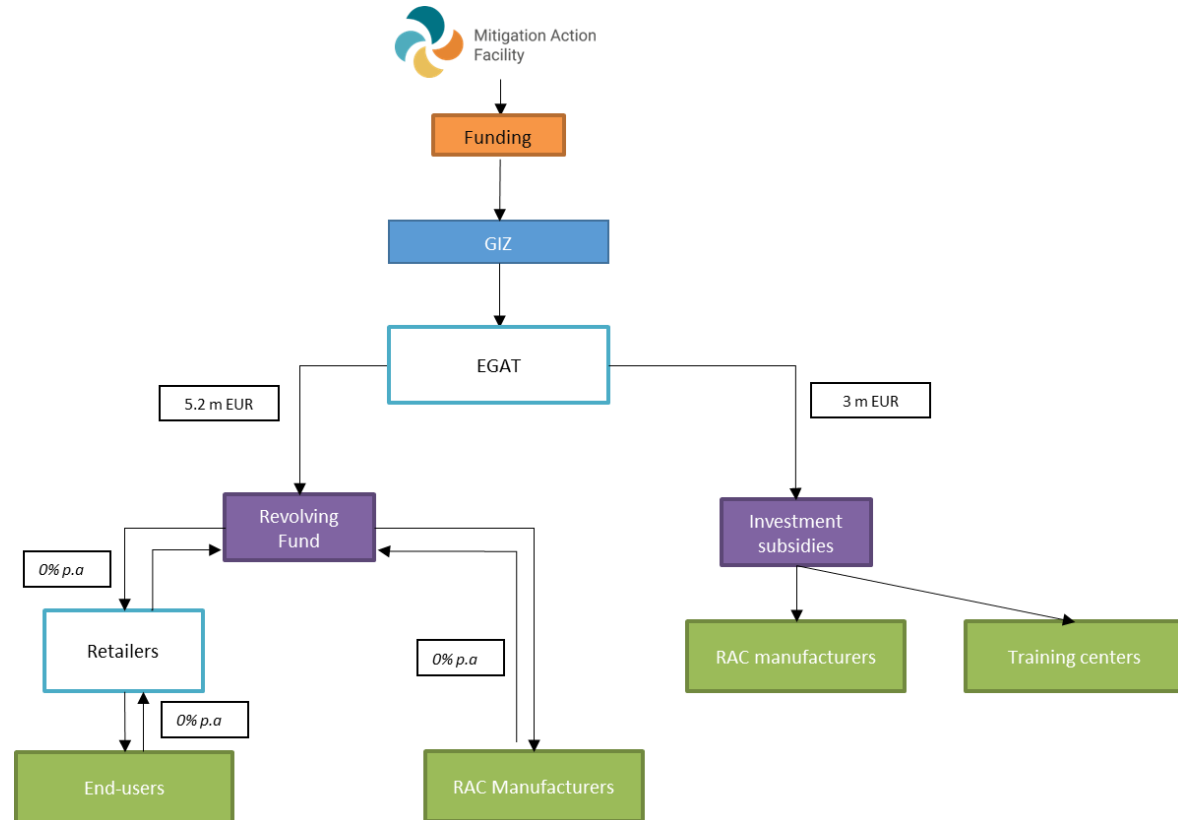 Mitigation Action
Facility
Funding
GIZ
EGAT
5.2 m EUR
3 m EUR
Revolving
Fund
Investment
subsidies
0% p.a
Retailers
0% p.a
RAC manufacturers
Training centers
0% p.a
End-users
RAC Manufacturers